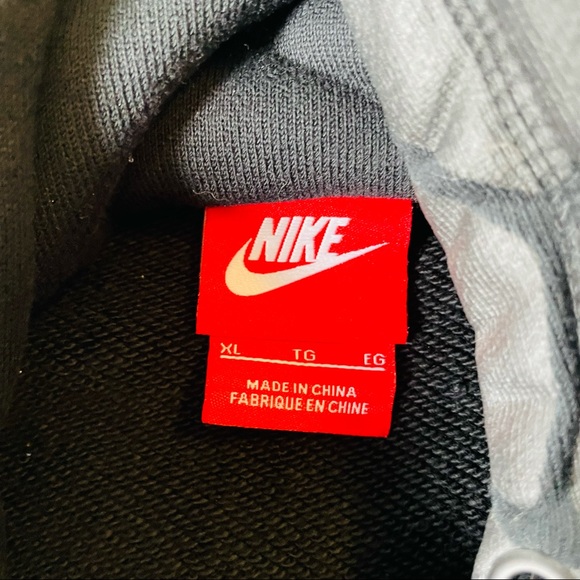 NIKE
XL TG EG
MADE IN CHINA
FABRIQUE EN CHINE